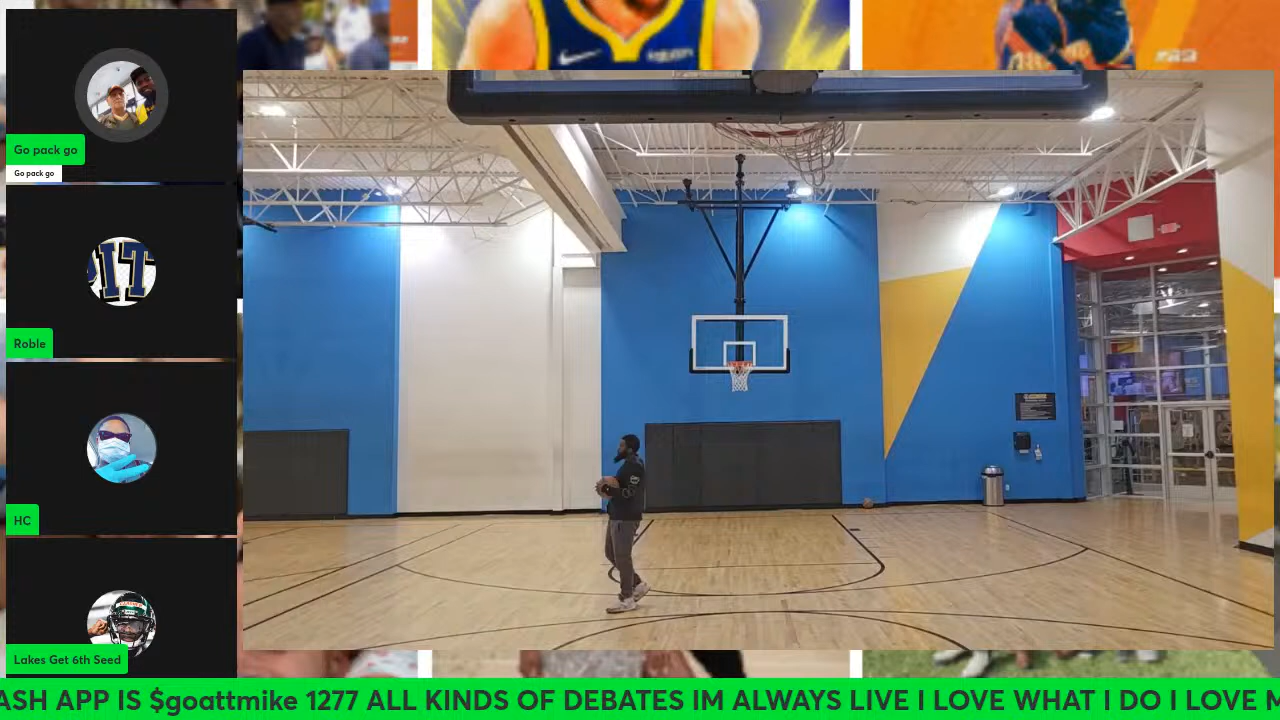 Go pack go
Go pack go
Roble
HC
Lakes Get 6th Seed
ASH APP IS $goattmike 1277 ALL KINDS OF DEBATES IM ALWAYS LIVE I LOVE WHAT I DO I LOVE M